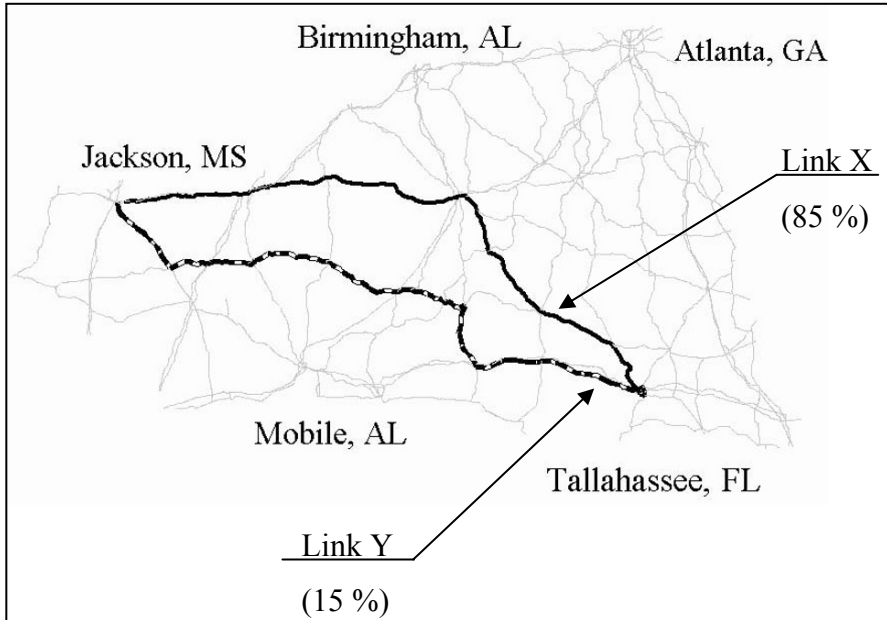 Birmingham, AL
Atlanta, GA
Jackson, MS
Link X
(85 %)
Mobile, AL
Tallahassee, FL
Link Y
(15 %)